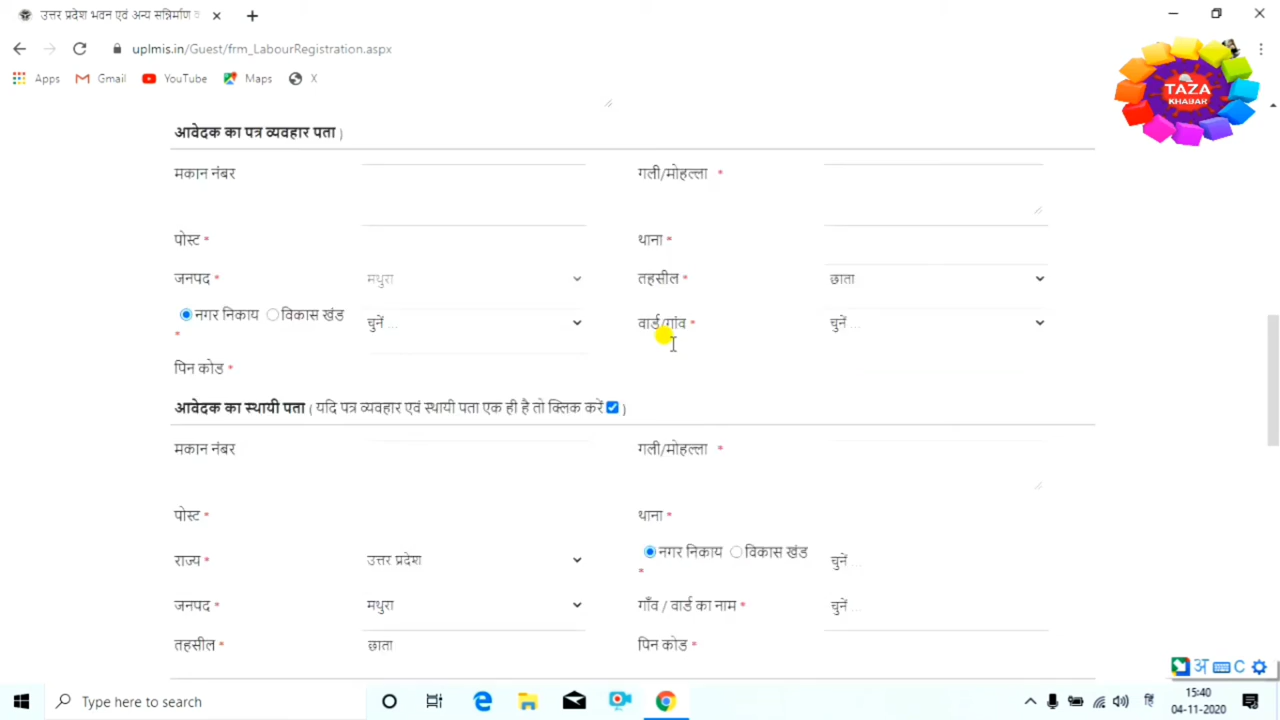 उत्तर प्रदेश भवन एवं अन्य सन्निर्माण क
uplmis.in/Guest/frm_LabourRegistration.aspx
Apps Gmail YouTube Maps X
TAZA
KHABAR
आवेदक का पत्र व्यवहार पता )
मकान नंबर गली/मोहल्ला *
पोस्ट * थाना *
जनपद * मथुरा तहसील * छाता
नगर निकाय विकास खंड * चुनें ... वार्ड/गांव * चुनें ...
पिन कोड *
आवेदक का स्थायी पता ( यदि पत्र व्यवहार एवं स्थायी पता एक ही है तो क्लिक करें )
मकान नंबर गली/मोहल्ला *
पोस्ट * थाना *
राज्य * उत्तर प्रदेश नगर निकाय विकास खंड * चुनें ...
जनपद * मथुरा गाँव / वार्ड का नाम * चुनें ...
तहसील * छाता पिन कोड *
अ C
Type here to search हिं 15:40
04-11-2020